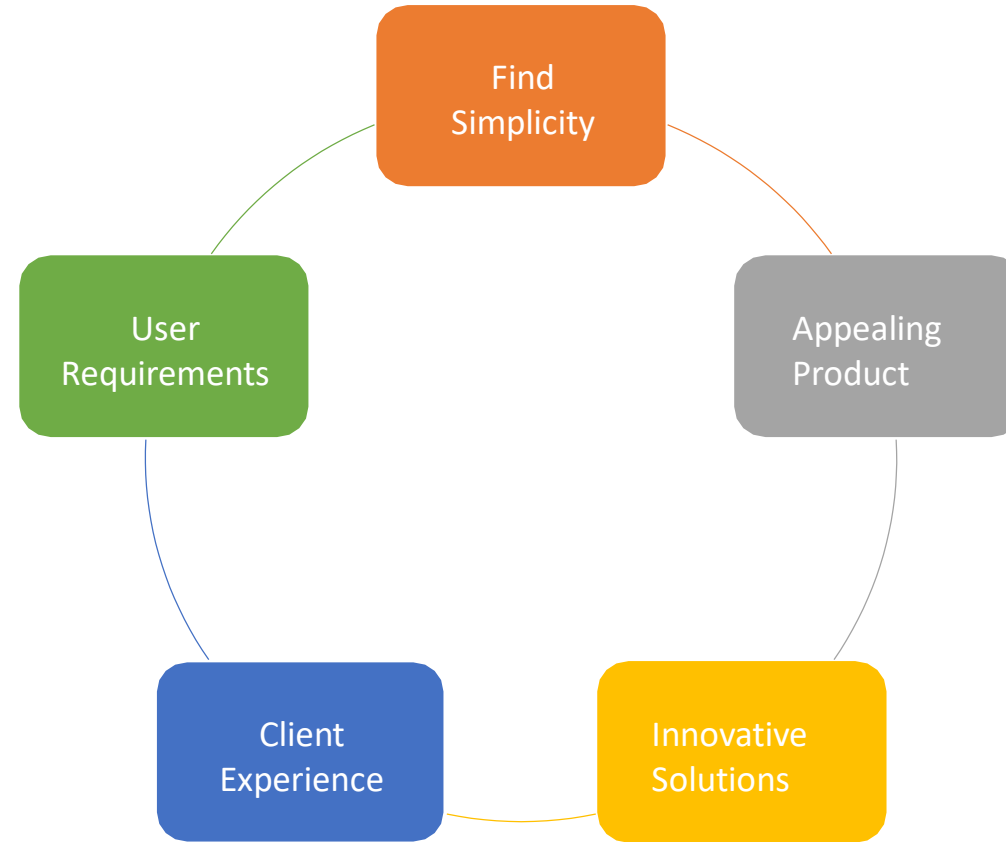 Find
Simplicity
Appealing
Product
Innovative
Solutions
Client
Experience
User
Requirements